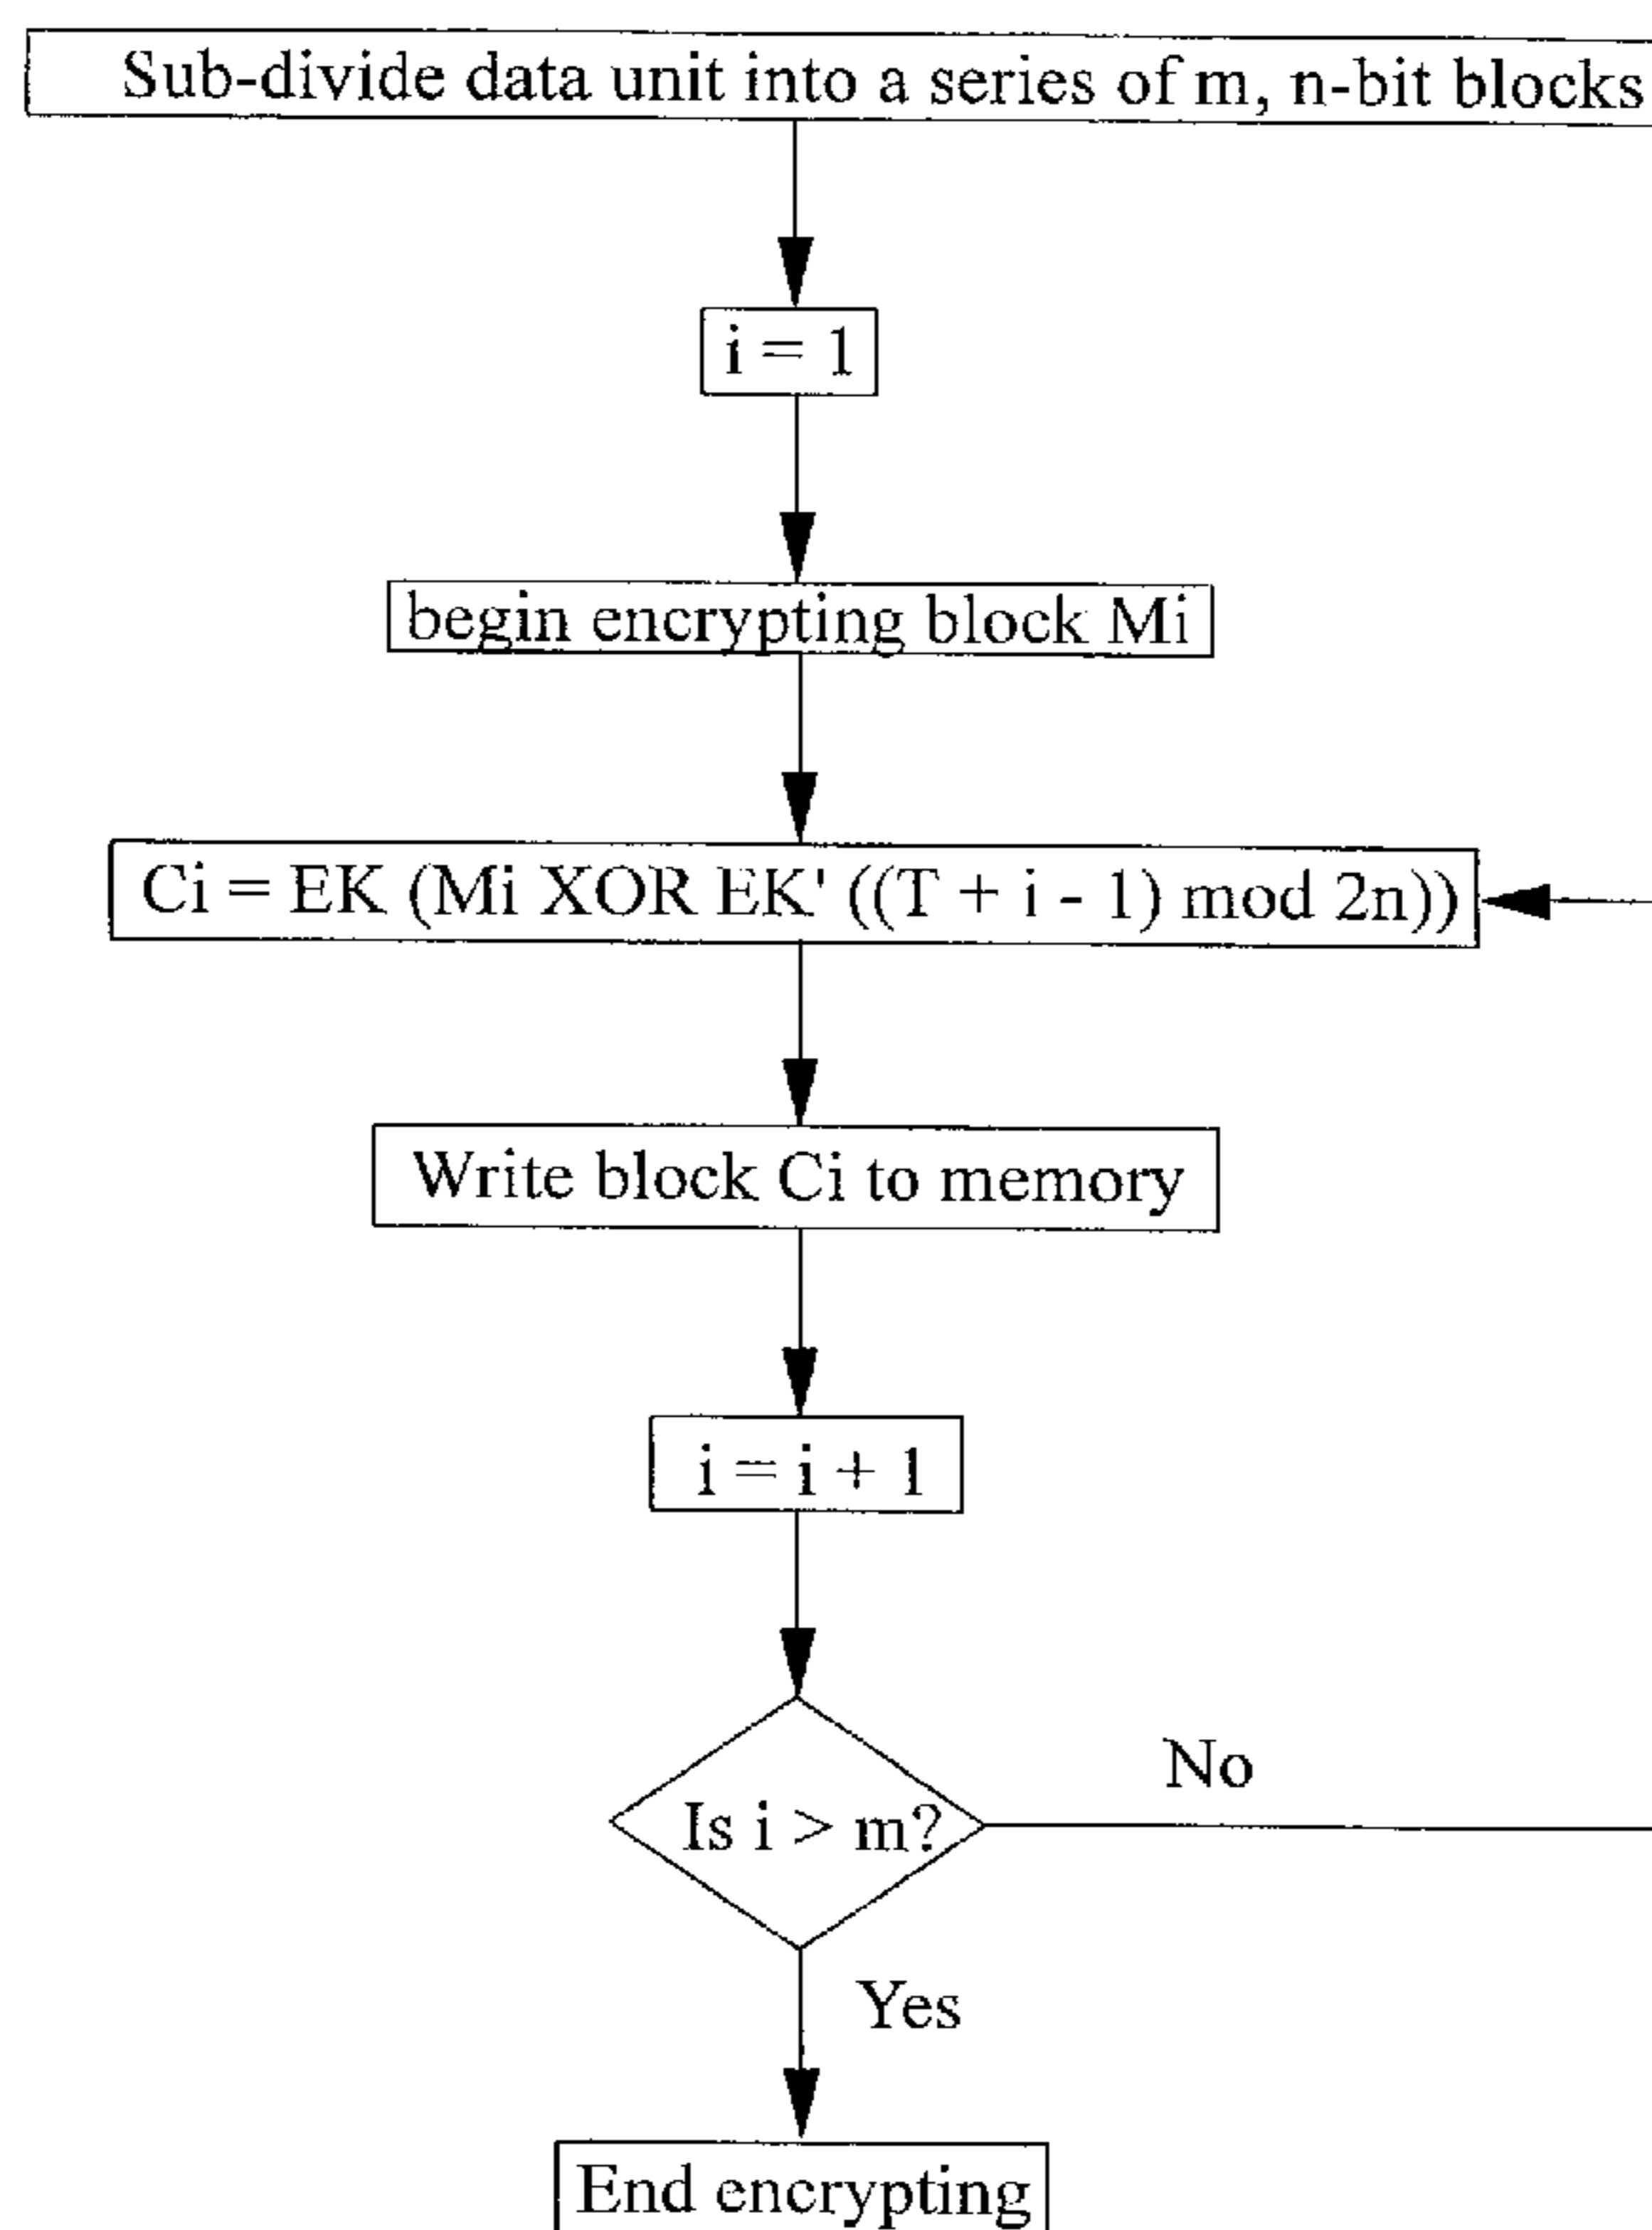 Sub-divide data unit into a series of m, n-bit blocks
i = 1
begin encrypting block Mi
Ci = EK (Mi XOR EK' ((T + i - 1) mod 2n))
Write block Ci to memory
i = i + 1
Is i > m?
No
Yes
End encrypting